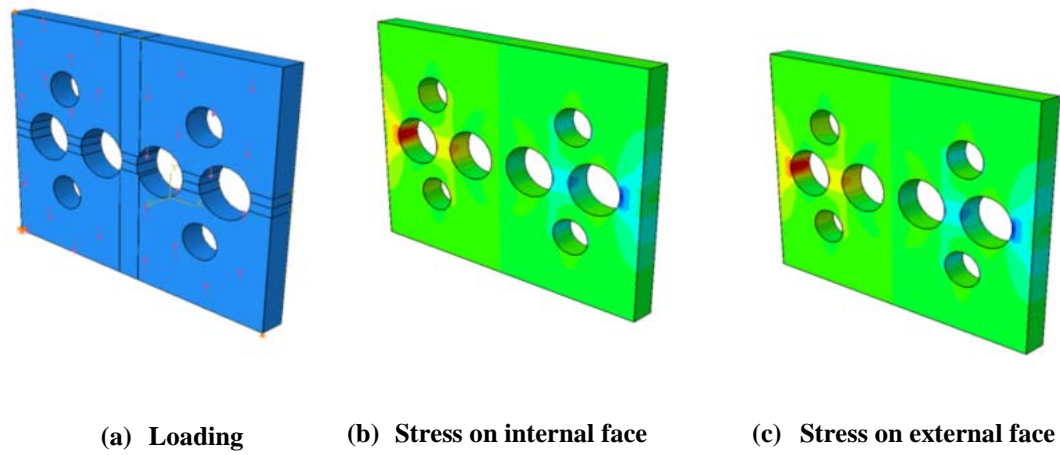 (a) Loading
(b) Stress on internal face
(c) Stress on external face